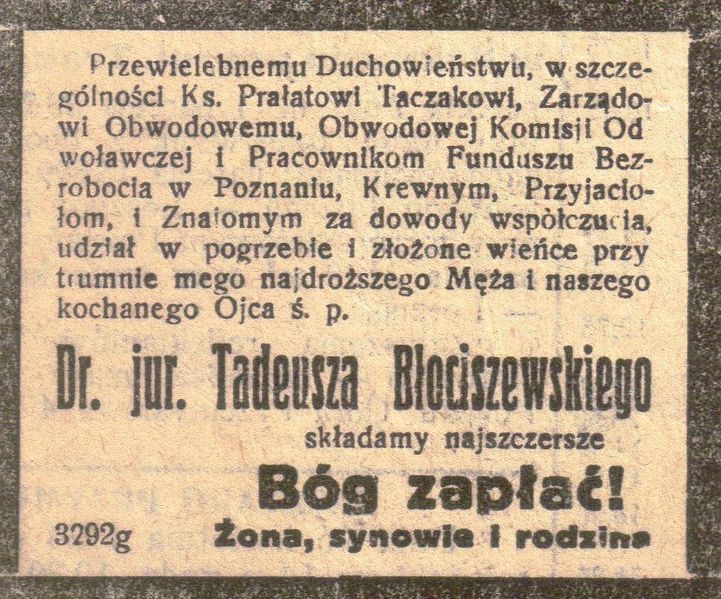 Przewielebnemu Duchowieństwu, w szcze-
gólności Ks. Prałatowi Taczakowi, Zarządo-
wi Obwodowemu, Obwodowej Komisji Od
woławczej i Pracownikom Funduszu Bez-
robocia w Poznaniu, Krewnym, Przyjacio-
łom, i Znajomym za dowody współczucia,
udział w pogrzebie i złożone wieńce przy
trumnie mego najdroższego Męża i naszego
kochanego Ojca ś. p.
Dr. jur. Tadeusza Błociszewskiego
składamy najszczersze
Bóg zapłać!
3292g Żona, synowie i rodzina